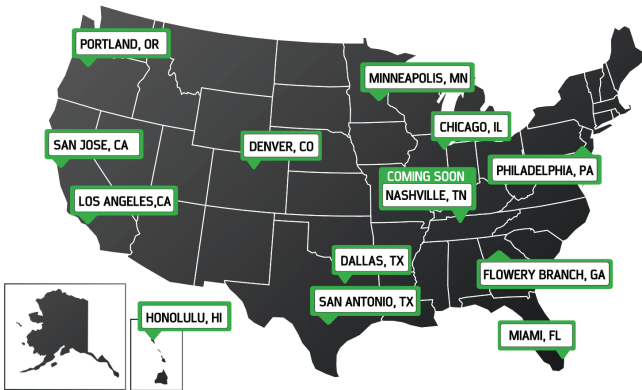 PORTLAND, OR
MINNEAPOLIS, MN
CHICAGO, IL
SAN JOSE, CA
DENVER, CO
PHILADELPHIA, PA
COMING SOON
NASHVILLE, TN
LOS ANGELES,CA
DALLAS, TX
FLOWERY BRANCH, GA
SAN ANTONIO, TX
HONOLULU, HI
MIAMI, FL